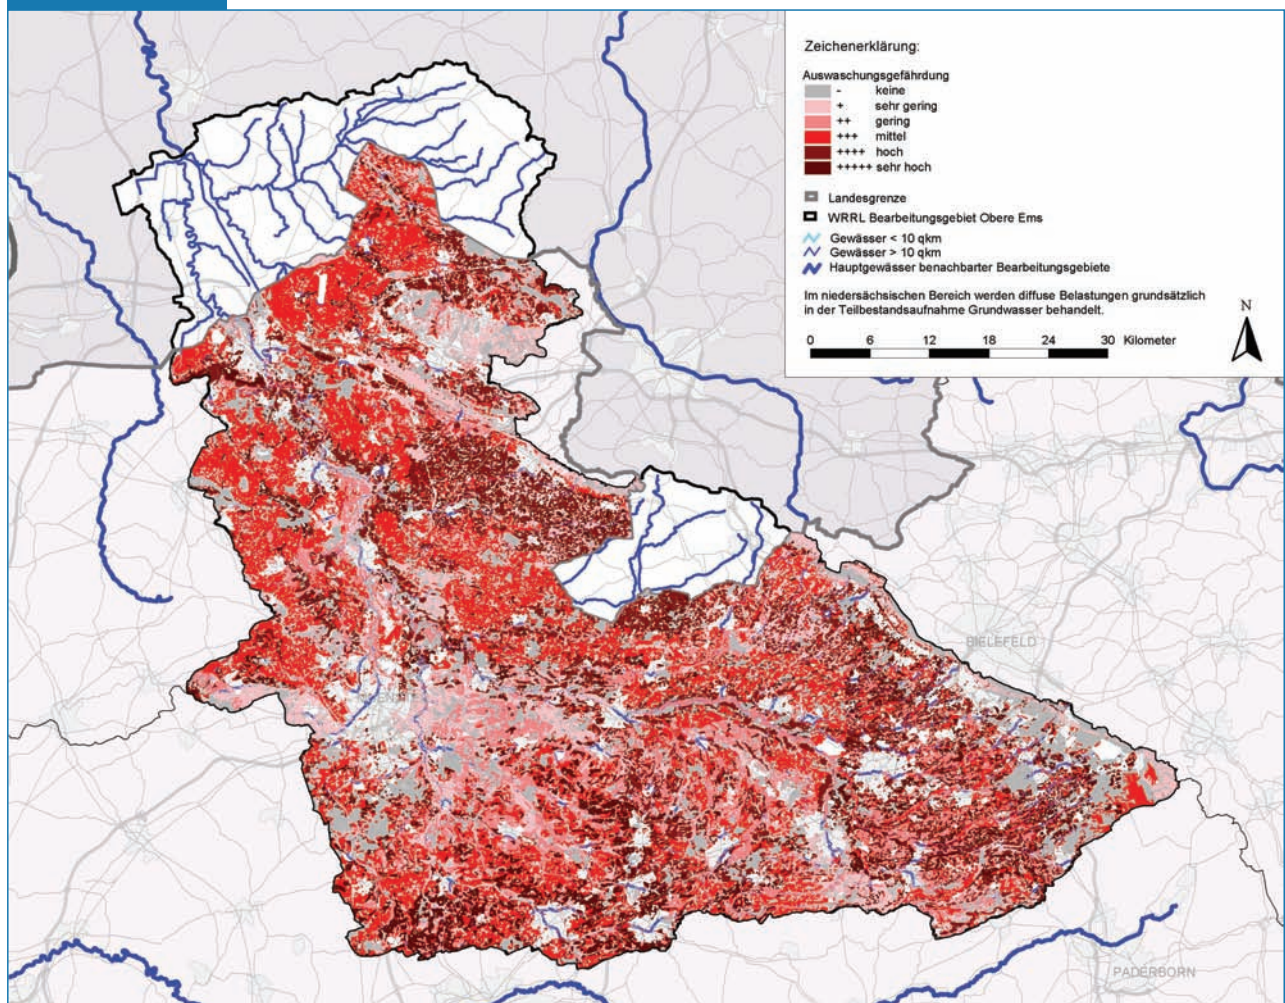 Zeichenerklärung:
Auswaschungsgefährdung
- keine
+ sehr gering
++ gering
+++ mittel
++++ hoch
+++++ sehr hoch
Landesgrenze
WRRL Bearbeitungsgebiet Obere Ems
Gewässer < 10 qkm
Gewässer > 10 qkm
Hauptgewässer benachbarter Bearbeitungsgebiete
Im niedersächsischen Bereich werden diffuse Belastungen grundsätzlich
in der Teilbestandsaufnahme Grundwasser behandelt.
N
0 6 12 18 24 30 Kilometer
BIELEFELD
PADERBORN